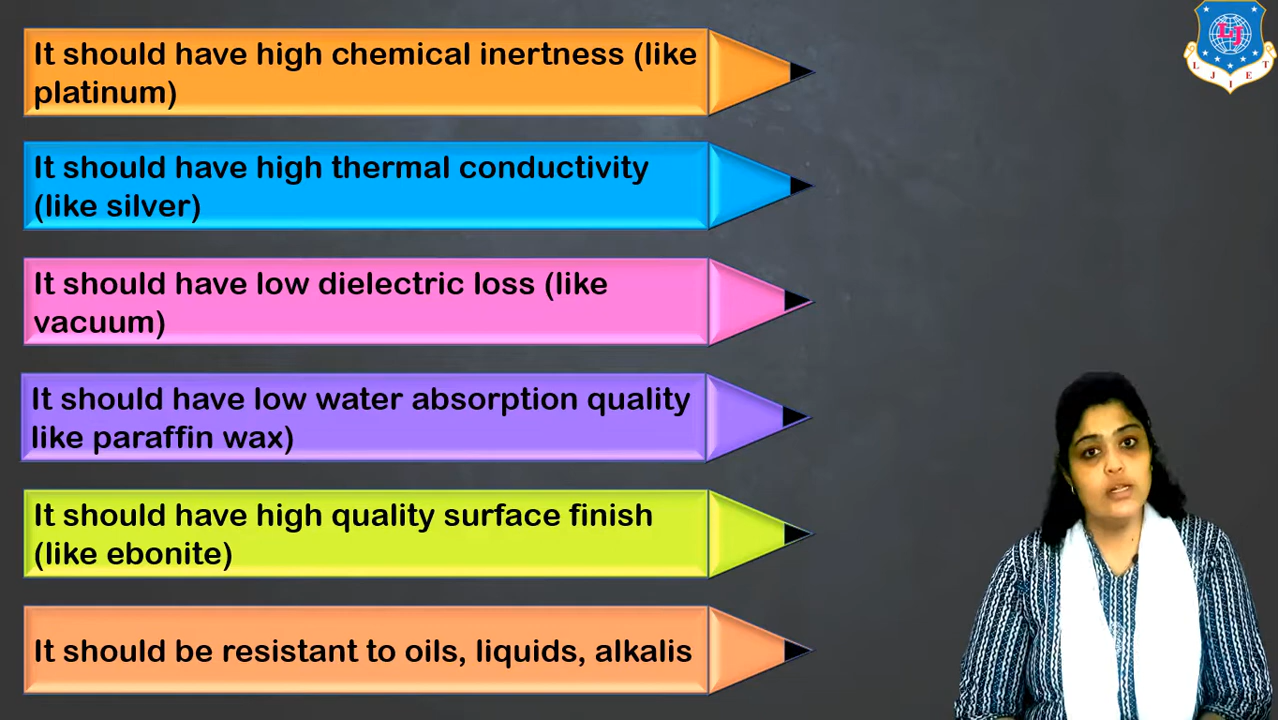 It should have high chemical inertness (like
platinum)
It should have high thermal conductivity
(like silver)
It should have low dielectric loss (like
vacuum)
It should have low water absorption quality
like paraffin wax)
It should have high quality surface finish
(like ebonite)
It should be resistant to oils, liquids, alkalis
LJ
L J I E T